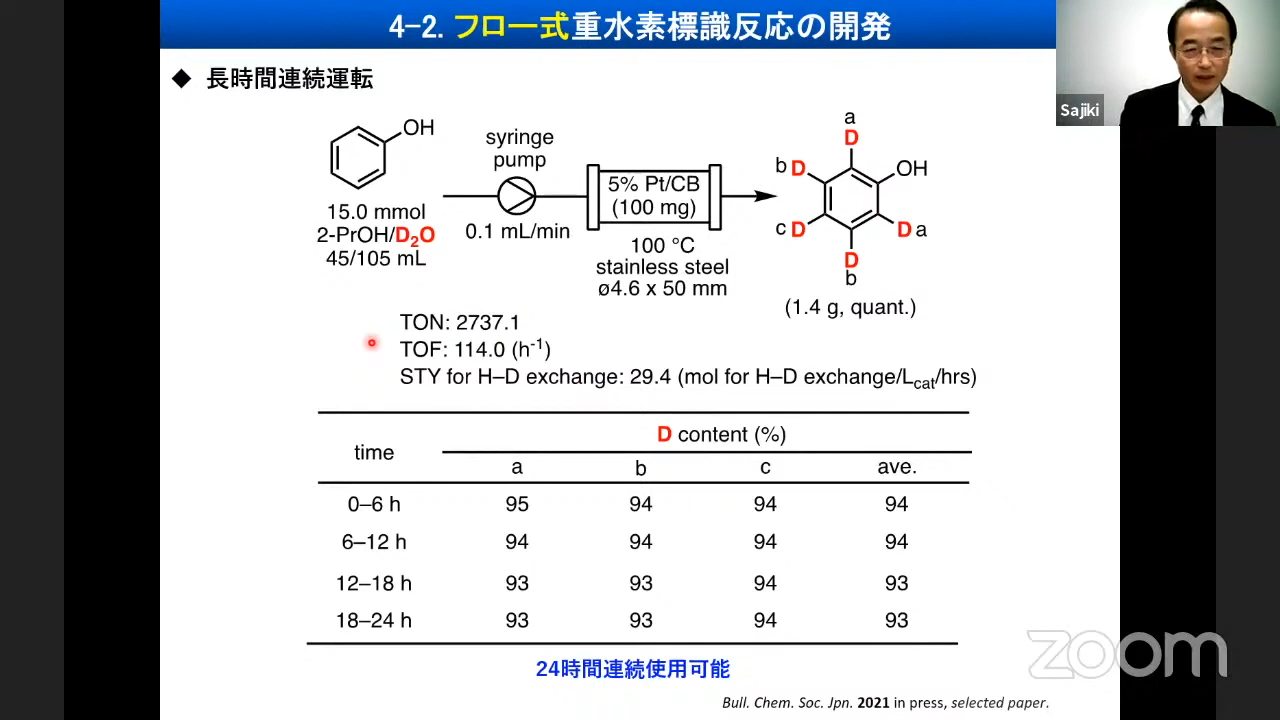 4-2. フロー式重水素標識反応の開発
Sajiki
◆ 長時間連続運転
OH
15.0 mmol
2-PrOH/D2O
45/105 mL
syringe
pump
0.1 mL/min
5% Pt/CB
(100 mg)
100 °C
stainless steel
ø4.6 x 50 mm
a
D
b D
OH
c D
D a
D
b
(1.4 g, quant.)
TON: 2737.1
TOF: 114.0 (h-1)
STY for H–D exchange: 29.4 (mol for H–D exchange/Lcat/hrs)
time
D content (%)
a b c ave.
0–6 h 95 94 94 94
6–12 h 94 94 94 94
12–18 h 93 93 94 93
18–24 h 93 93 94 93
24時間連続使用可能
zoom
Bull. Chem. Soc. Jpn. 2021 in press, selected paper.